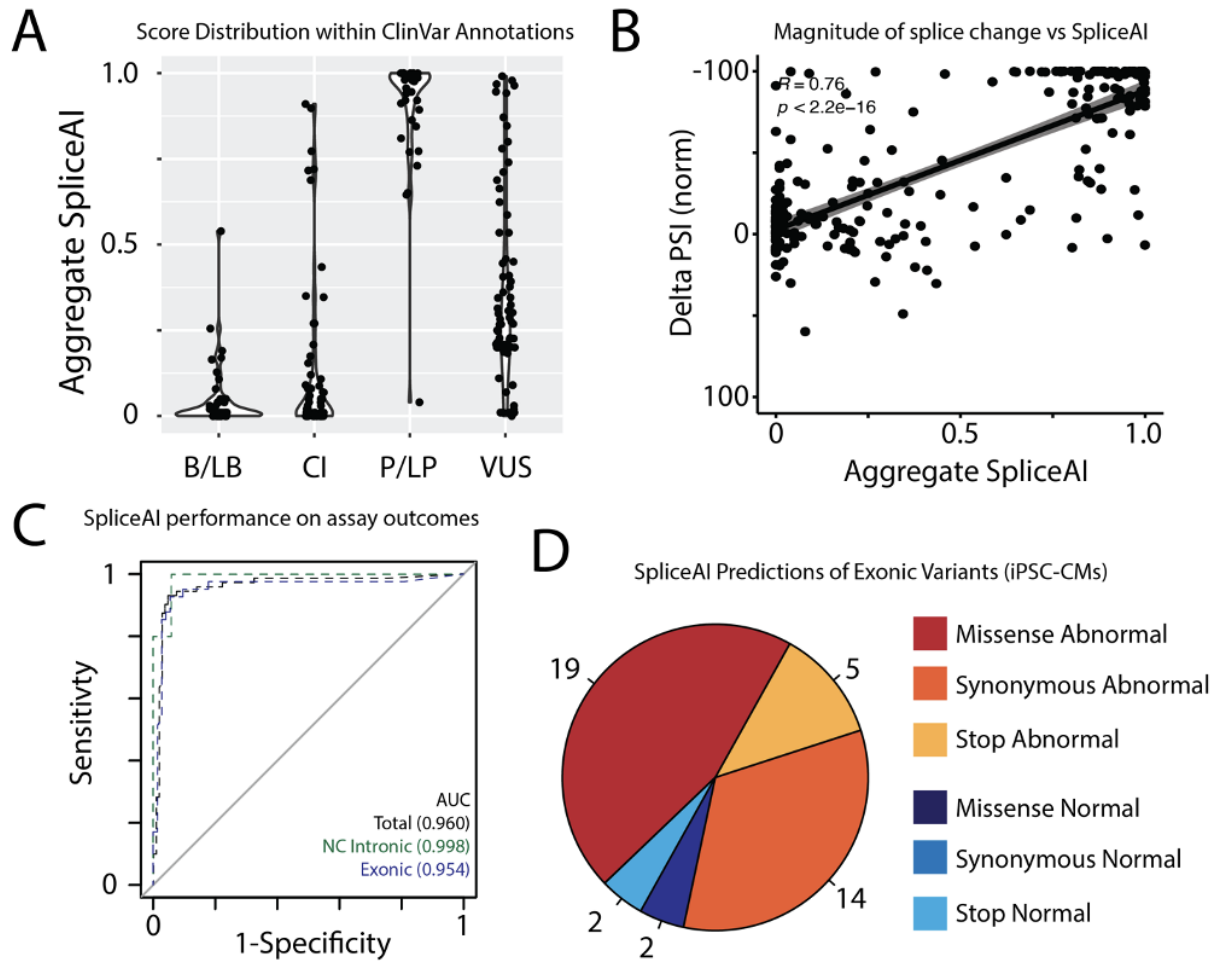 A
Score Distribution within ClinVar Annotations
Aggregate SpliceAI
1.0
0.5
0
B/LB
CI
P/LP
VUS
B
Magnitude of splice change vs SpliceAI
R = 0.76,
p < 2.2e−16
Delta PSI (norm)
-100
0
100
0
0.5
1.0
Aggregate SpliceAI
C
SpliceAI performance on assay outcomes
Sensitivty
1
0
AUC
Total (0.960)
NC Intronic (0.998)
Exonic (0.954)
0
1
1-Specificity
D
SpliceAI Predictions of Exonic Variants (iPSC-CMs)
19
5
14
2
2
Missense Abnormal
Synonymous Abnormal
Stop Abnormal
Missense Normal
Synonymous Normal
Stop Normal